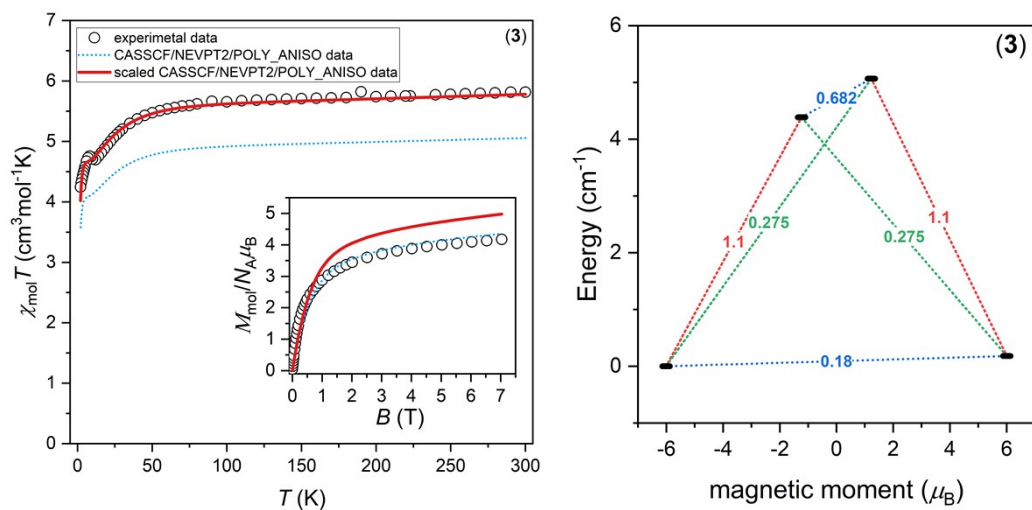 (3)
experimental data
CASSCF/NEVPT2/POLY_ANISO data
scaled CASSCF/NEVPT2/POLY_ANISO data
7
6
5
4
3
2
1
0
χmolT (cm³mol⁻¹K)
0 50 100 150 200 250 300
T (K)
5
4
3
2
1
0
Mmol/NAμB
0 1 2 3 4 5 6 7
B (T)
(3)
6
4
2
0
Energy (cm⁻¹)
0.682
1.1
0.275
0.275
1.1
0.18
-6 -4 -2 0 2 4 6
magnetic moment (μB)